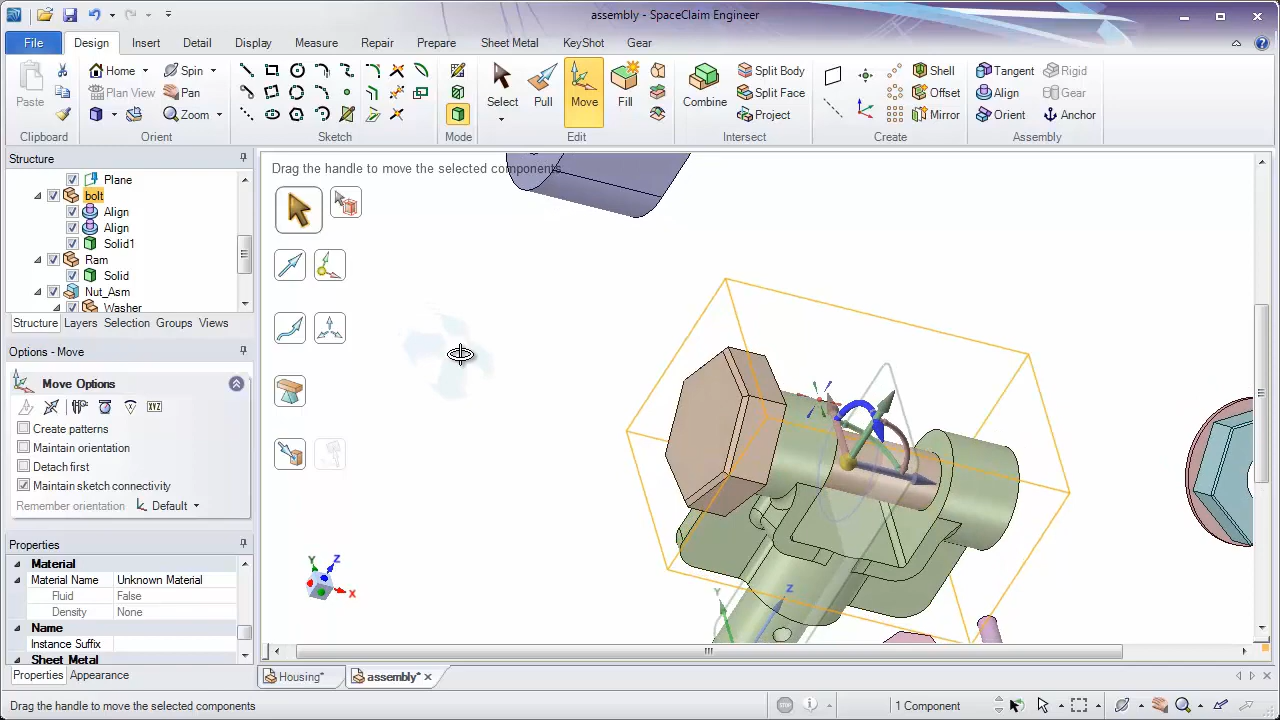 assembly - SpaceClaim Engineer
File Design Insert Detail Display Measure Repair Prepare Sheet Metal KeyShot Gear
Home Spin
Plan View Pan
Zoom
Paste
Select Pull Move Fill
Combine
Split Body
Split Face
Project
Shell
Offset
Mirror
Tangent Rigid
Align Gear
Orient Anchor
Clipboard Orient Sketch Mode Edit Intersect Create Assembly
Structure
Plane
bolt
Align
Align
Solid1
Ram
Solid
Nut_Asm
Washer
Structure Layers Selection Groups Views
Options - Move
Move Options
XYZ
Create patterns
Maintain orientation
Detach first
Maintain sketch connectivity
Remember orientation Default
Properties
Material
Material Name Unknown Material
Fluid False
Density None
Name
Instance Suffix
Sheet Metal
Properties Appearance
Drag the handle to move the selected components.
Y Z
X
Z
Y
Housing* assembly*
Drag the handle to move the selected components 1 Component